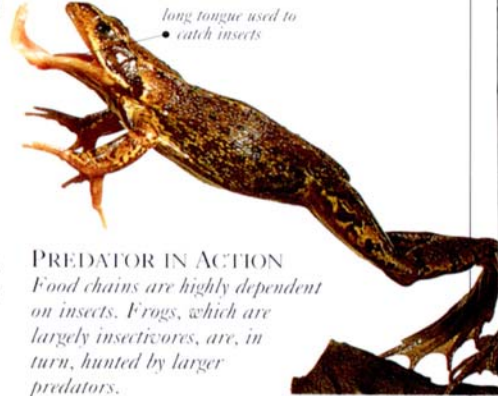 long tongue used to
catch insects
PREDATOR IN ACTION
Food chains are highly dependent
on insects. Frogs, which are
largely insectivores, are, in
turn, hunted by larger
predators.